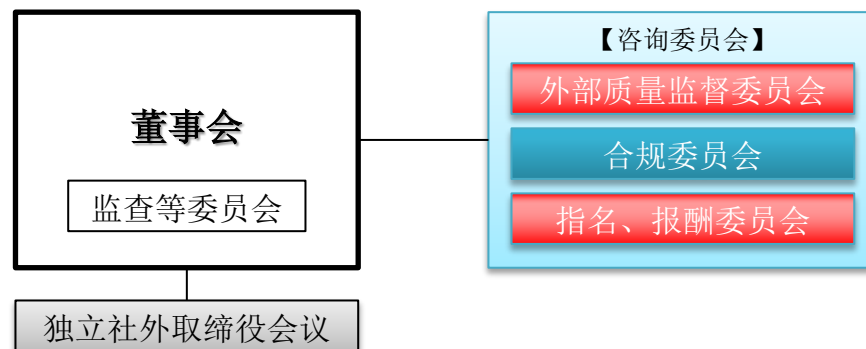 董事会
监查等委员会
独立社外取缔役会议
【咨询委员会】
外部质量监督委员会
合规委员会
指名、报酬委员会